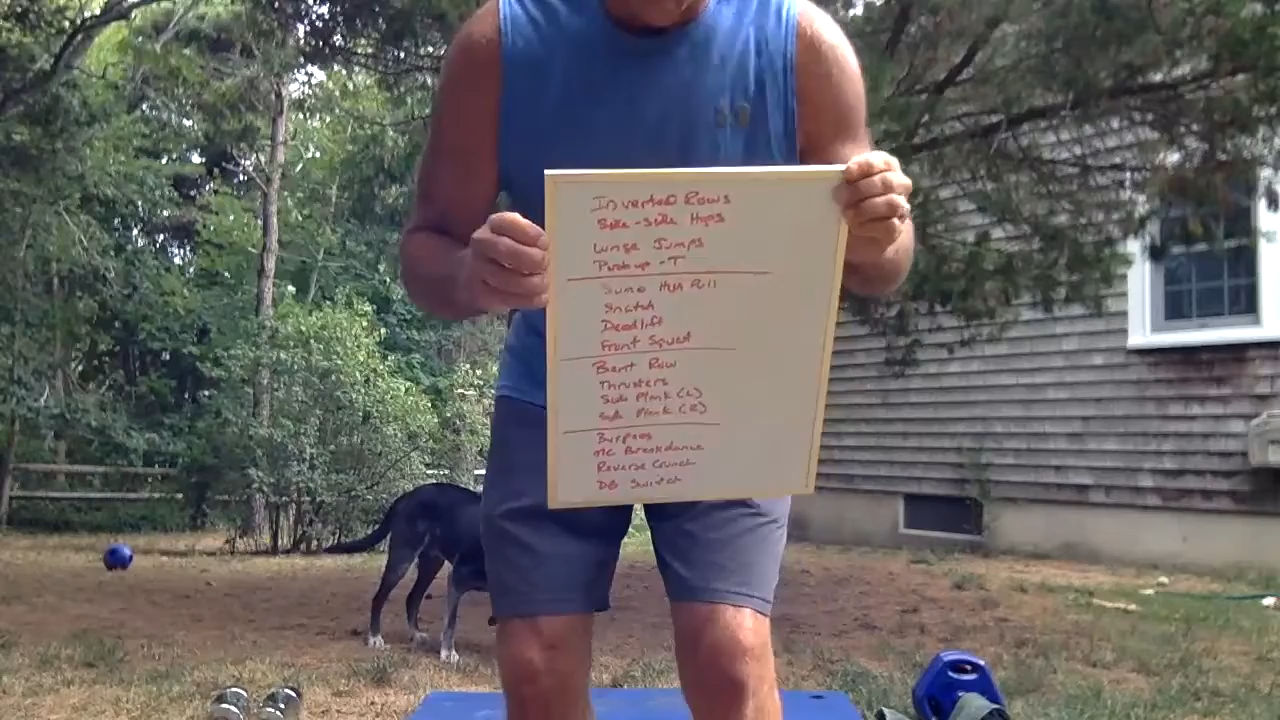 Inverted Rows
Side-Side Hops
Lunge Jumps
Pushup-T
Sumo High Pull
Snatch
Deadlift
Front Squat
Bent Row
Thrusters
Side Plank (L)
Side Plank (R)
Burpees
MC Breakdance
Reverse Crunch
DB Switch